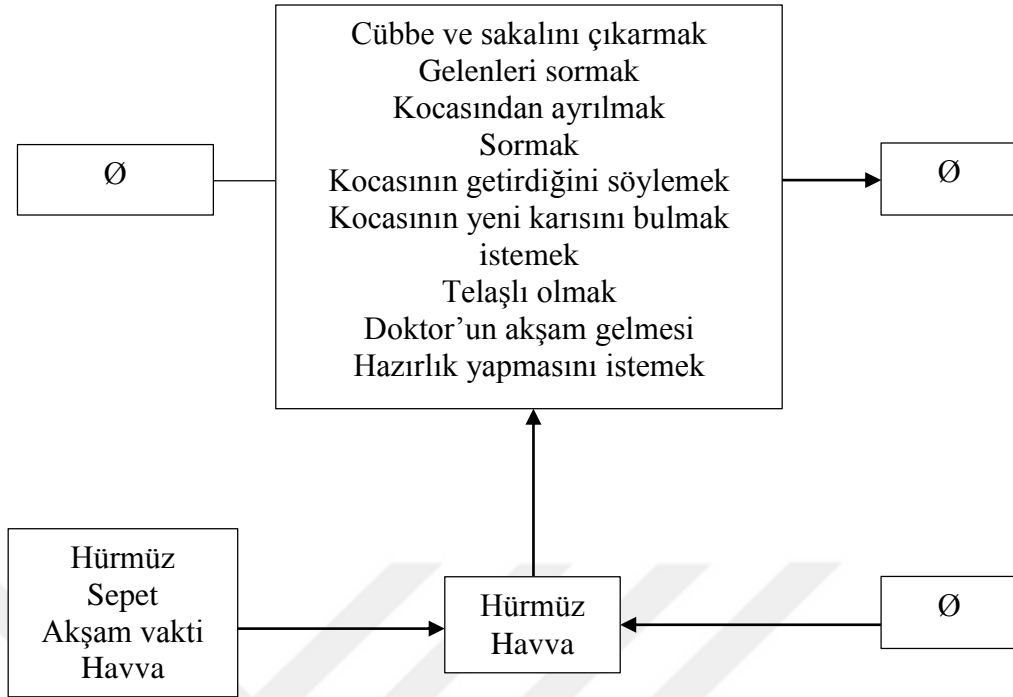 Cübbe ve sakalını çıkarmak
Gelenleri sormak
Kocasından ayrılmak
Sormak
Kocasının getirdiğini söylemek
Kocasının yeni karısını bulmak
istemek
Telaşlı olmak
Doktor’un akşam gelmesi
Hazırlık yapmasını istemek
Ø
Ø
Hürmüz
Sepet
Akşam vakti
Havva
Hürmüz
Havva
Ø